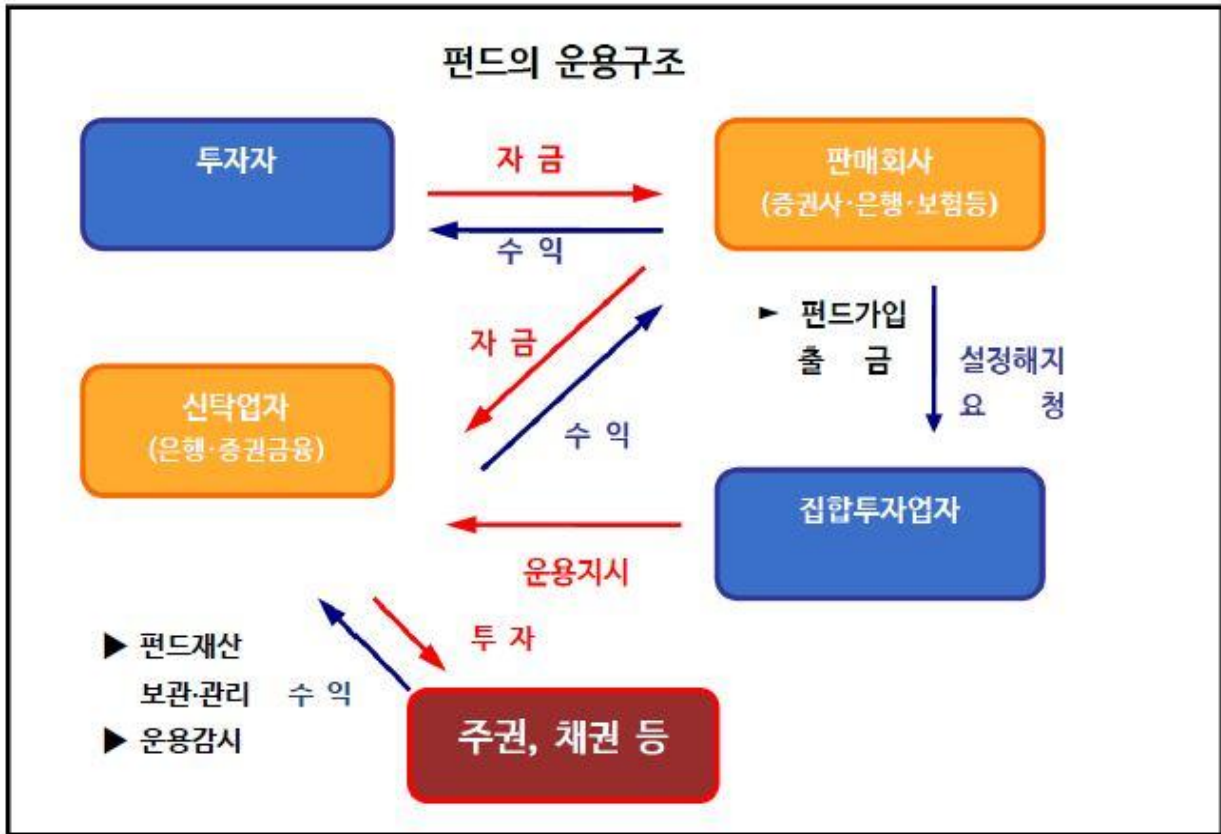 펀드의 운용구조
투자자
자 금
판매회사
(증권사·은행·보험등)
수 익
► 펀드가입
출 금
설정해지
요 청
자 금
신탁업자
(은행·증권금융)
수 익
집합투자업자
운용지시
투 자
▶ 펀드재산
보관·관리
수 익
▶ 운용감시
주권, 채권 등